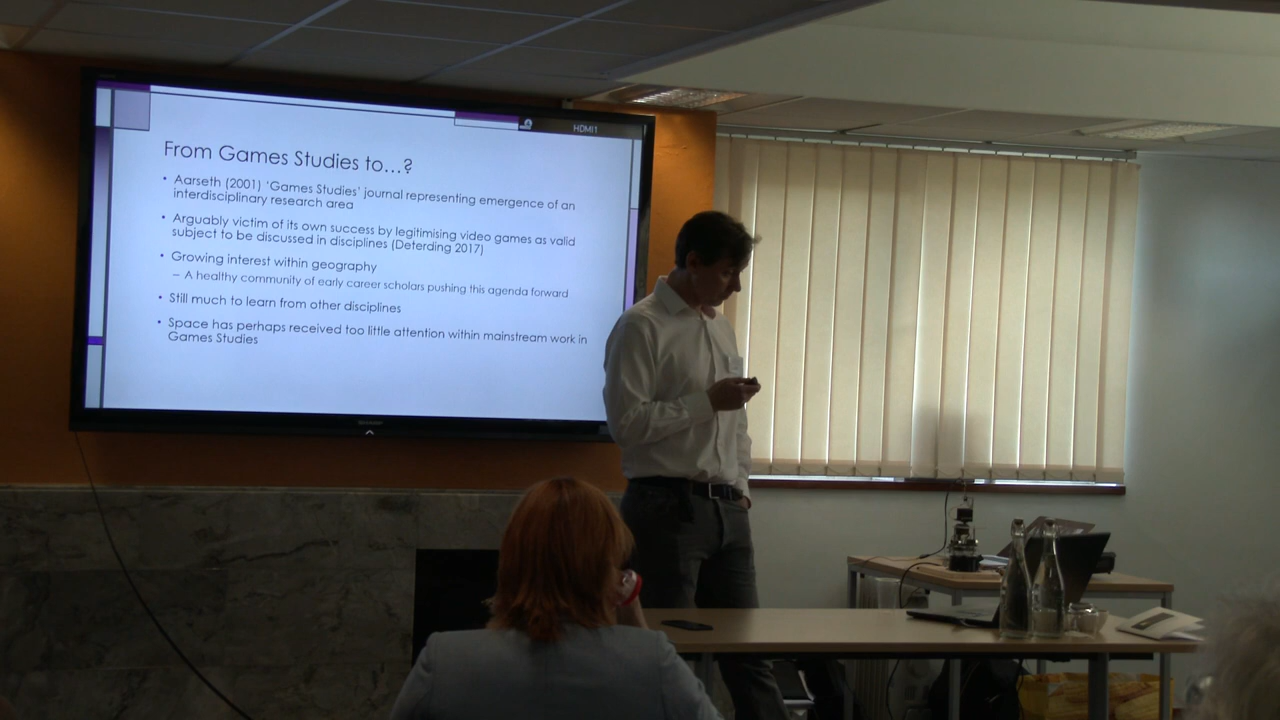 HDMI1
From Games Studies to...?
• Aarseth (2001) ‘Games Studies’ journal representing emergence of an
interdisciplinary research area
• Arguably victim of its own success by legitimising video games as valid
subject to be discussed in disciplines (Deterding 2017)
• Growing interest within geography
– A healthy community of early career scholars pushing this agenda forward
• Still much to learn from other disciplines
• Space has perhaps received too little attention within mainstream work in
Games Studies
SHARP